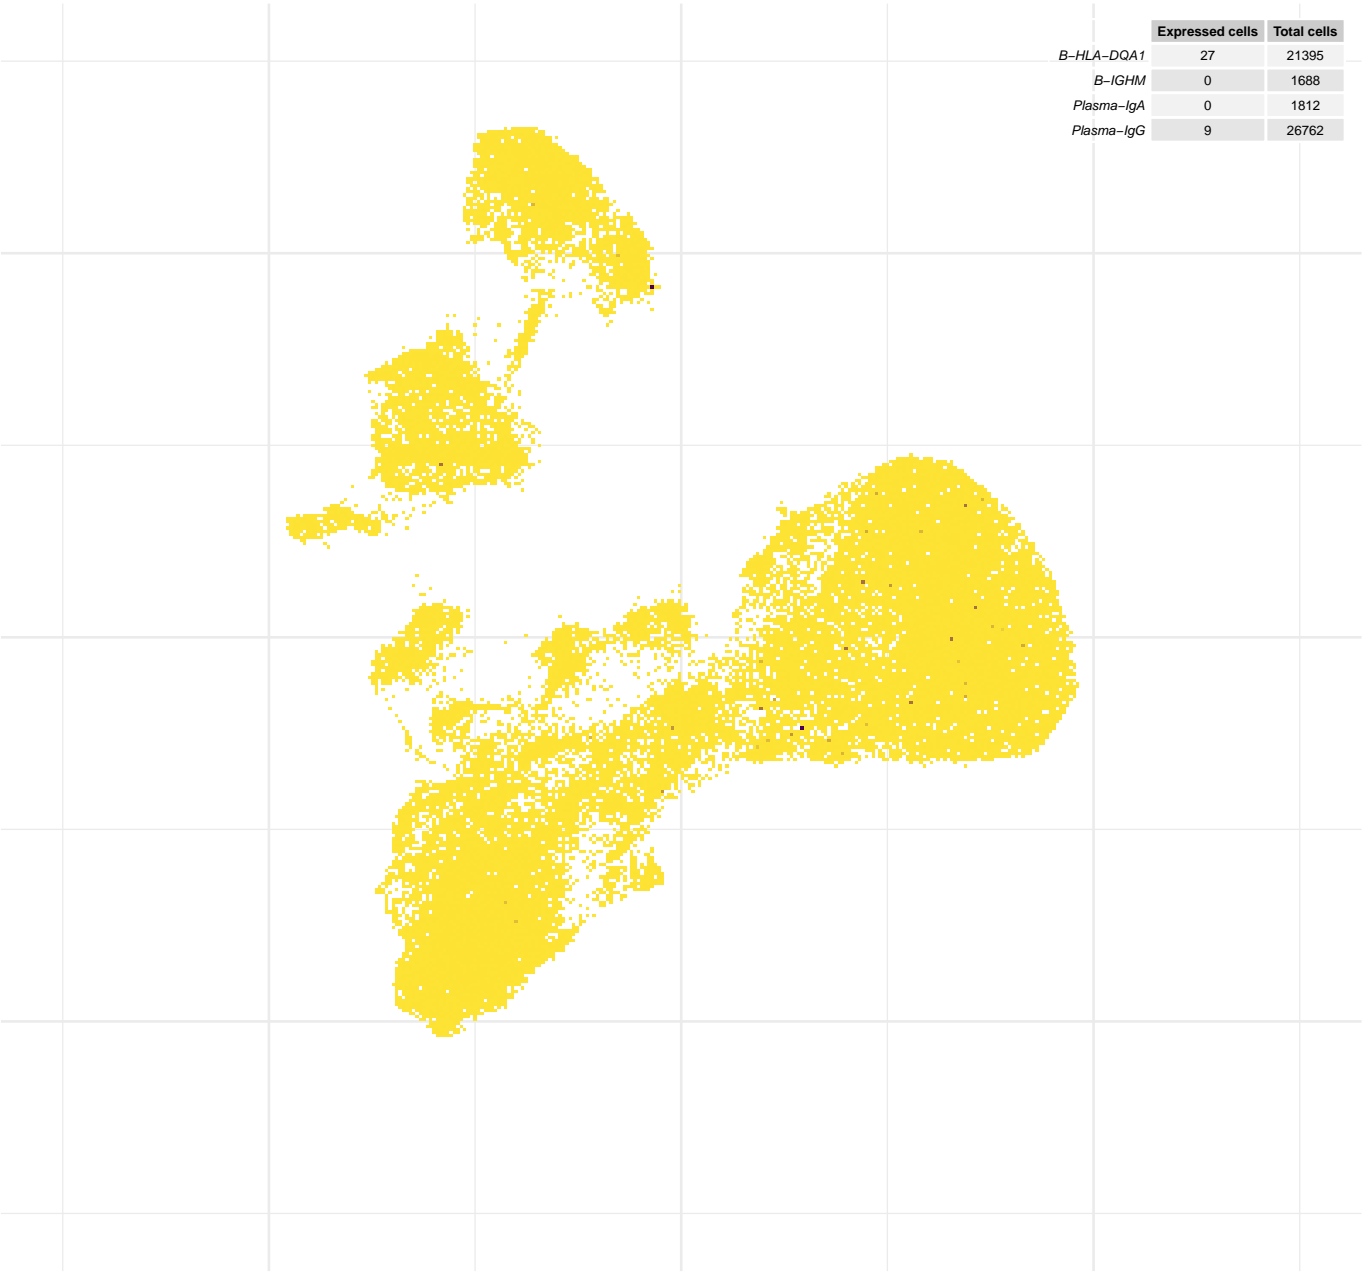 Expressed cells Total cells
B−HLA−DQA1 27 21395
B−IGHM 0 1688
Plasma−IgA 0 1812
Plasma−IgG 9 26762